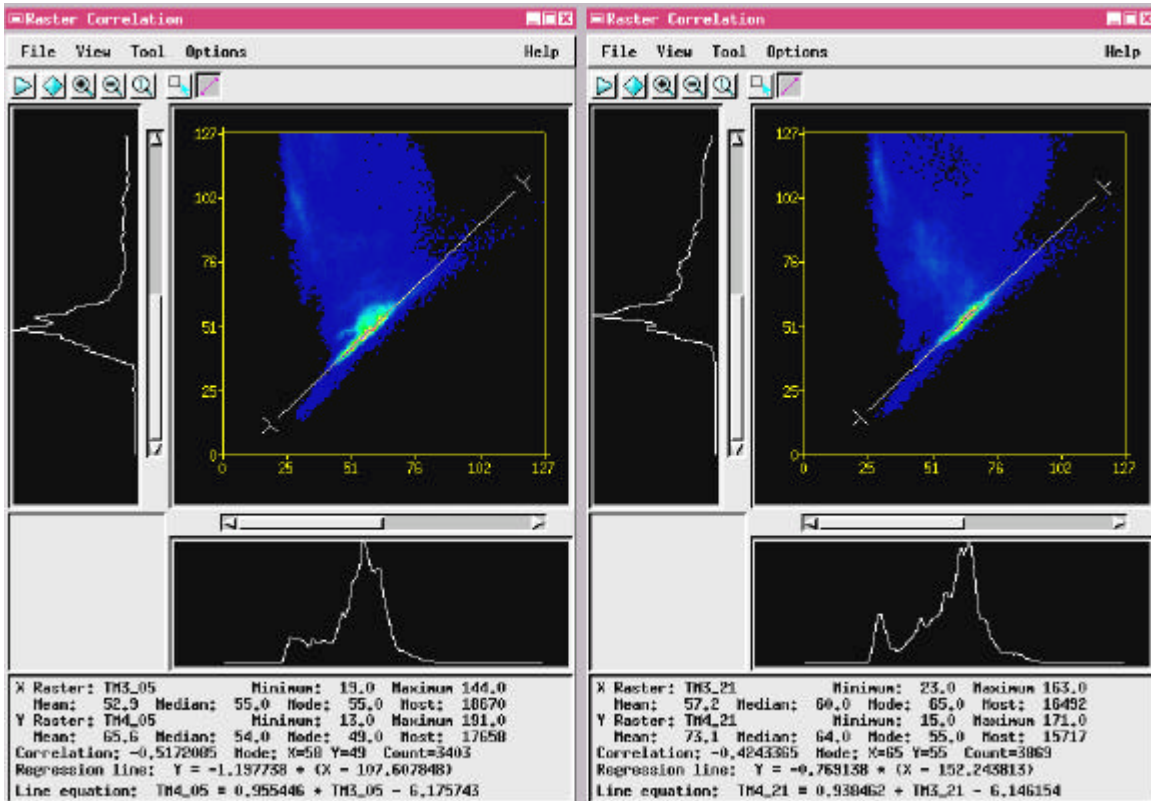 Raster Correlation
File View Tool Options Help
127
102
76
51
25
0
0 25 51 76 102 127
X
Y
X Raster: TM3_05 Minimum: 19.0 Maximum 144.0
Mean: 52.9 Median: 55.0 Mode: 55.0 Most: 18670
Y Raster: TM4_05 Minimum: 13.0 Maximum 191.0
Mean: 65.6 Median: 54.0 Mode: 49.0 Most: 17658
Correlation: -0.5172085 Mode: X=58 Y=49 Count=3403
Regression line: Y = -1.197738 * (X - 107.607848)
Line equation: TM4_05 = 0.955446 * TM3_05 - 6.175743
Raster Correlation
File View Tool Options Help
127
102
76
51
25
0
0 25 51 76 102 127
X
X Raster: TM3_21 Minimum: 23.0 Maximum 163.0
Mean: 57.2 Median: 60.0 Mode: 65.0 Most: 16492
Y Raster: TM4_21 Minimum: 15.0 Maximum 171.0
Mean: 73.1 Median: 64.0 Mode: 55.0 Most: 15717
Correlation: -0.4243365 Mode: X=65 Y=55 Count=3869
Regression line: Y = -0.769138 * (X - 152.243813)
Line equation: TM4_21 = 0.938462 * TM3_21 - 6.146154